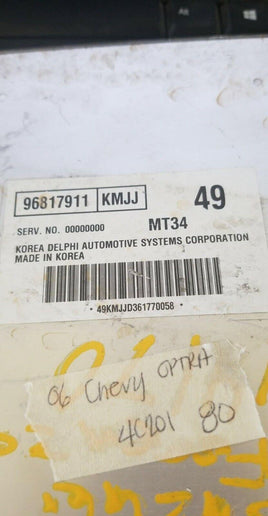 96817911 KMJJ 49
SERV. NO. 00000000 MT34
KOREA DELPHI AUTOMOTIVE SYSTEMS CORPORATION
MADE IN KOREA
• 49KMJJD361770058 •
06 Chevy OPTRA
4C201 80